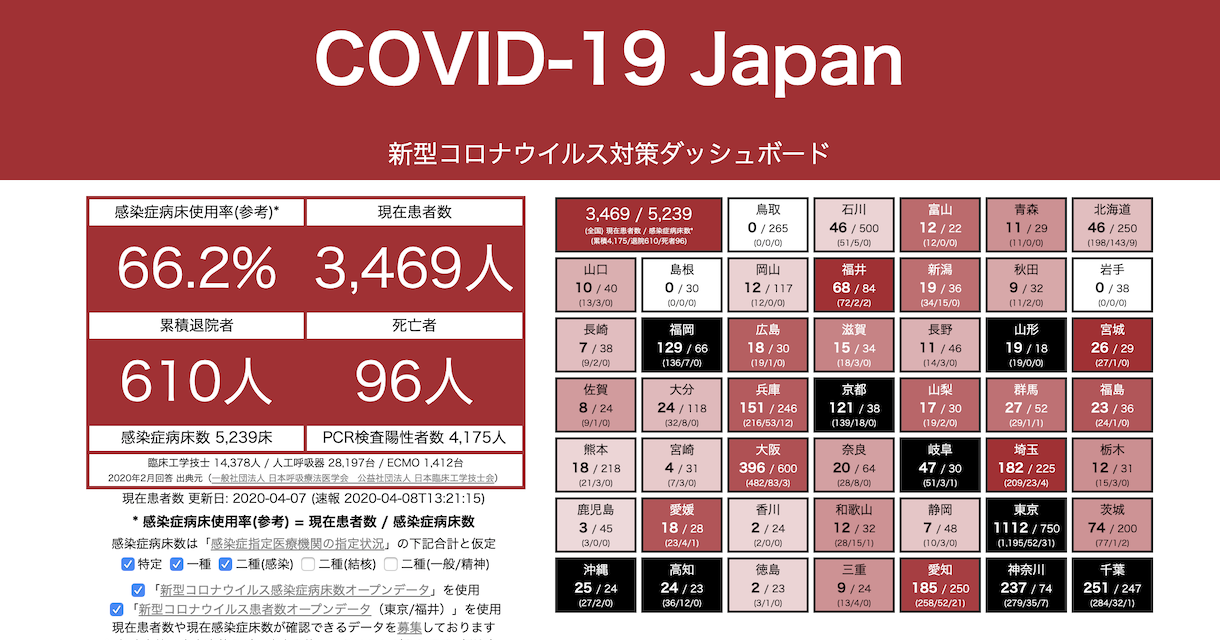 COVID-19 Japan
新型コロナウイルス対策ダッシュボード
感染症病床使用率(参考)*
現在患者数
66.2%
3,469人
累積退院者
死亡者
610人
96人
感染症病床数 5,239床
PCR検査陽性者数 4,175人
臨床工学技士 14,378人 / 人工呼吸器 28,197台 / ECMO 1,412台
2020年2月回答 出典元 (一般社団法人 日本呼吸療法医学会 公益社団法人 日本臨床工学技士会)
現在患者数 更新日: 2020-04-07 (速報 2020-04-08T13:21:15)
* 感染症病床使用率(参考) = 現在患者数 / 感染症病床数
感染症病床数は「感染症指定医療機関の指定状況」の下記合計と仮定
特定 一種 二種(感染) 二種(結核) 二種(一般/精神)
「新型コロナウイルス感染症病床数オープンデータ」を使用
「新型コロナウイルス患者数オープンデータ（東京/福井）」を使用
現在患者数や現在感染症床数が確認できるデータを募集しております
3,469 / 5,239
(全国) 現在患者数 / 感染症病床数*
(累積4,175/退院610/死者96)
鳥取
0 / 265
(0/0/0)
石川
46 / 500
(51/5/0)
富山
12 / 22
(12/0/0)
青森
11 / 29
(11/0/0)
北海道
46 / 250
(198/143/9)
山口
10 / 40
(13/3/0)
島根
0 / 30
(0/0/0)
岡山
12 / 117
(12/0/0)
福井
68 / 84
(72/2/2)
新潟
19 / 36
(34/15/0)
秋田
9 / 32
(11/2/0)
岩手
0 / 38
(0/0/0)
長崎
7 / 38
(9/2/0)
福岡
129 / 66
(136/7/0)
広島
18 / 30
(19/1/0)
滋賀
15 / 34
(18/3/0)
長野
11 / 46
(14/3/0)
山形
19 / 18
(19/0/0)
宮城
26 / 29
(27/1/0)
佐賀
8 / 24
(9/1/0)
大分
24 / 118
(32/8/0)
兵庫
151 / 246
(216/53/12)
京都
121 / 38
(139/18/0)
山梨
17 / 30
(19/2/0)
群馬
27 / 52
(29/1/1)
福島
23 / 36
(24/1/0)
熊本
18 / 218
(21/3/0)
宮崎
4 / 31
(7/3/0)
大阪
396 / 600
(482/83/3)
奈良
20 / 64
(28/8/0)
岐阜
47 / 30
(51/3/1)
埼玉
182 / 225
(209/23/4)
栃木
12 / 31
(15/3/0)
鹿児島
3 / 45
(3/0/0)
愛媛
18 / 28
(23/4/1)
香川
2 / 24
(2/0/0)
和歌山
12 / 32
(28/15/1)
静岡
7 / 48
(10/3/0)
東京
1112 / 750
(1,195/52/31)
茨城
74 / 200
(77/1/2)
沖縄
25 / 24
(27/2/0)
高知
24 / 23
(36/12/0)
徳島
2 / 23
(3/1/0)
三重
9 / 24
(13/4/0)
愛知
185 / 250
(258/52/21)
神奈川
237 / 74
(279/35/7)
千葉
251 / 247
(284/32/1)